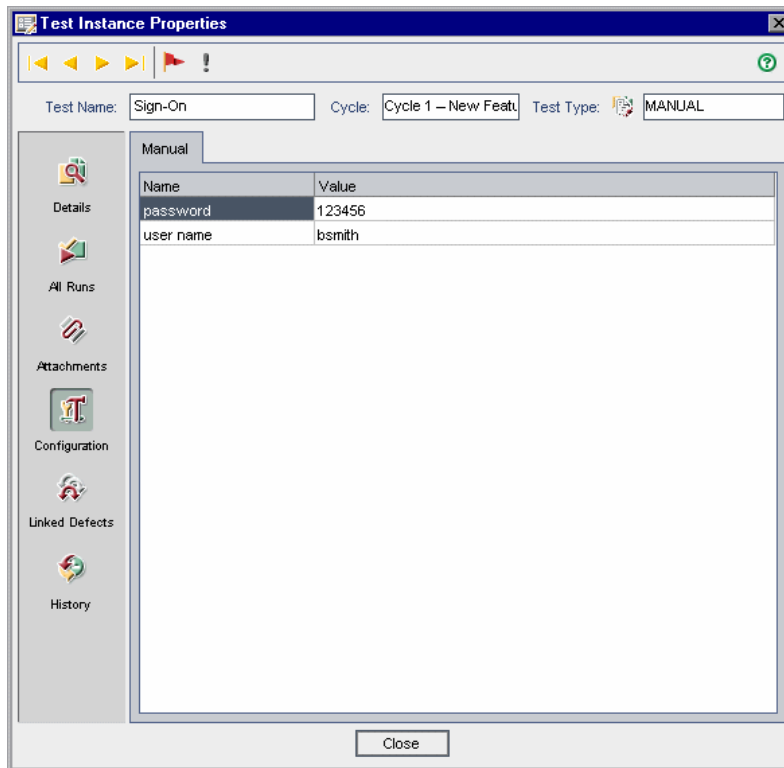 Test Instance Properties
Test Name: Sign-On Cycle: Cycle 1 – New Featu Test Type: MANUAL
Manual
Name Value
password 123456
user name bsmith
Details
All Runs
Attachments
Configuration
Linked Defects
History
Close